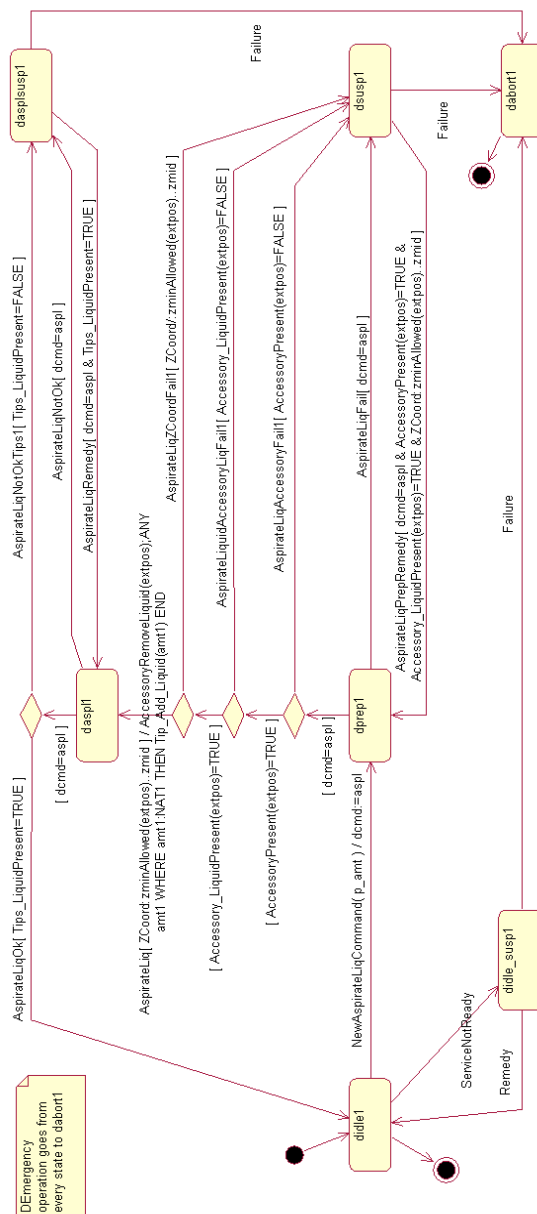 DEmergency
operation goes from
every state to dabort1
AspirateLiqOk[ Tips_LiquidPresent=TRUE ]
AspirateLiqNotOkTips1[ Tips_LiquidPresent=FALSE ]
dasplsusp1
[ dcmd=aspl ]
AspirateLiqNotOk[ dcmd=aspl ]
AspirateLiqRemedy[ dcmd=aspl & Tips_LiquidPresent=TRUE ]
daspl1
AspirateLiq[ ZCoord:zminAllowed(extpos)..zmid ] / AccessoryRemoveLiquid(extpos);ANY
amt1 WHERE amt1:NAT1 THEN Tip_Add_Liquid(amt1) END
AspirateLiqZCoordFail1[ ZCoord/:zminAllowed(extpos)..zmid ]
Failure
[ Accessory_LiquidPresent(extpos)=TRUE ]
AspirateLiquidAccessoryLiqFail1[ Accessory_LiquidPresent(extpos)=FALSE ]
[ AccessoryPresent(extpos)=TRUE ]
AspirateLiqAccessoryFail1[ AccessoryPresent(extpos)=FALSE ]
[ dcmd=aspl ]
didle1
NewAspirateLiqCommand( p_amt ) / dcmd:=aspl
dprep1
AspirateLiqFail[ dcmd=aspl ]
dsusp1
AspirateLiqPrepRemedy[ dcmd=aspl & AccessoryPresent(extpos)=TRUE &
Accessory_LiquidPresent(extpos)=TRUE & ZCoord:zminAllowed(extpos)..zmid ]
Failure
ServiceNotReady
Remedy
didle_susp1
Failure
dabort1